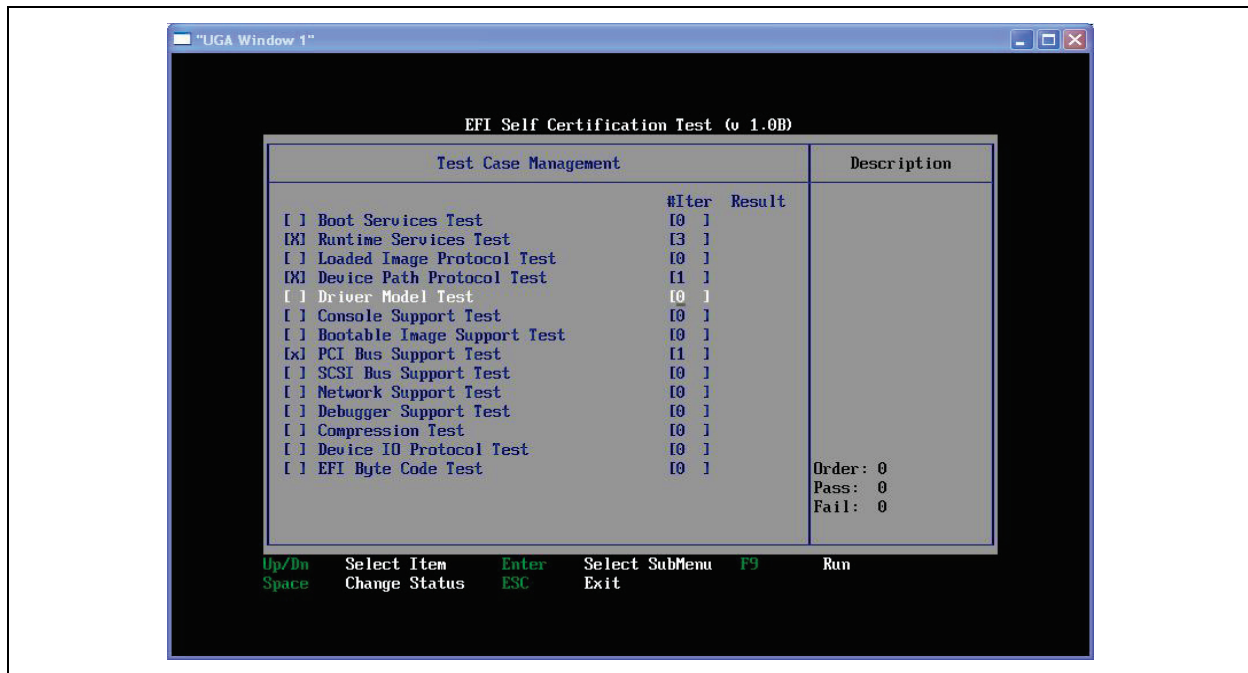 "UGA Window 1"
EFI Self Certification Test (v 1.0B)
Test Case Management Description
#Iter Result
[ ] Boot Services Test [0 ]
[X] Runtime Services Test [3 ]
[ ] Loaded Image Protocol Test [0 ]
[X] Device Path Protocol Test [1 ]
[ ] Driver Model Test [0 ]
[ ] Console Support Test [0 ]
[ ] Bootable Image Support Test [0 ]
[x] PCI Bus Support Test [1 ]
[ ] SCSI Bus Support Test [0 ]
[ ] Network Support Test [0 ]
[ ] Debugger Support Test [0 ]
[ ] Compression Test [0 ]
[ ] Device IO Protocol Test [0 ]
[ ] EFI Byte Code Test [0 ] Order: 0
Pass: 0
Fail: 0
Up/Dn Select Item Enter Select SubMenu F9 Run
Space Change Status ESC Exit